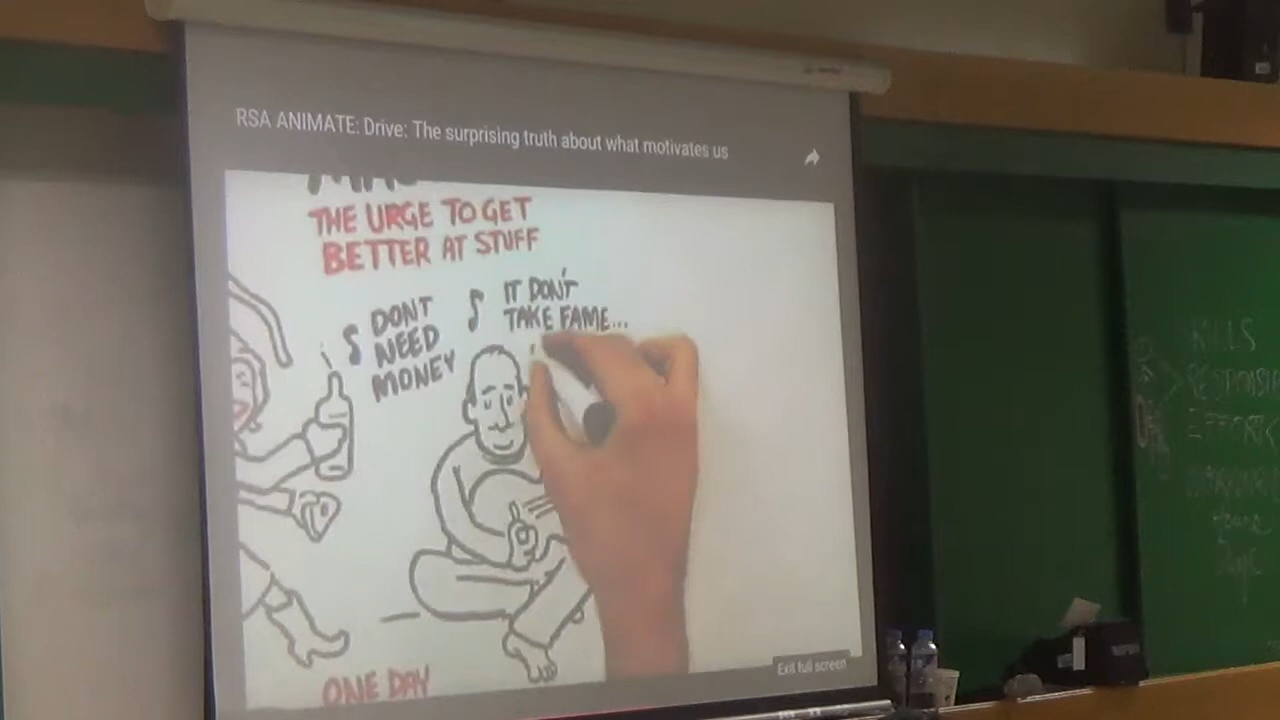 RSA ANIMATE: Drive: The surprising truth about what motivates us
THE URGE TO GET
BETTER AT STUFF
DONT
NEED
MONEY
IT DON'T
TAKE FAME...
ONE DAY
Exit full screen